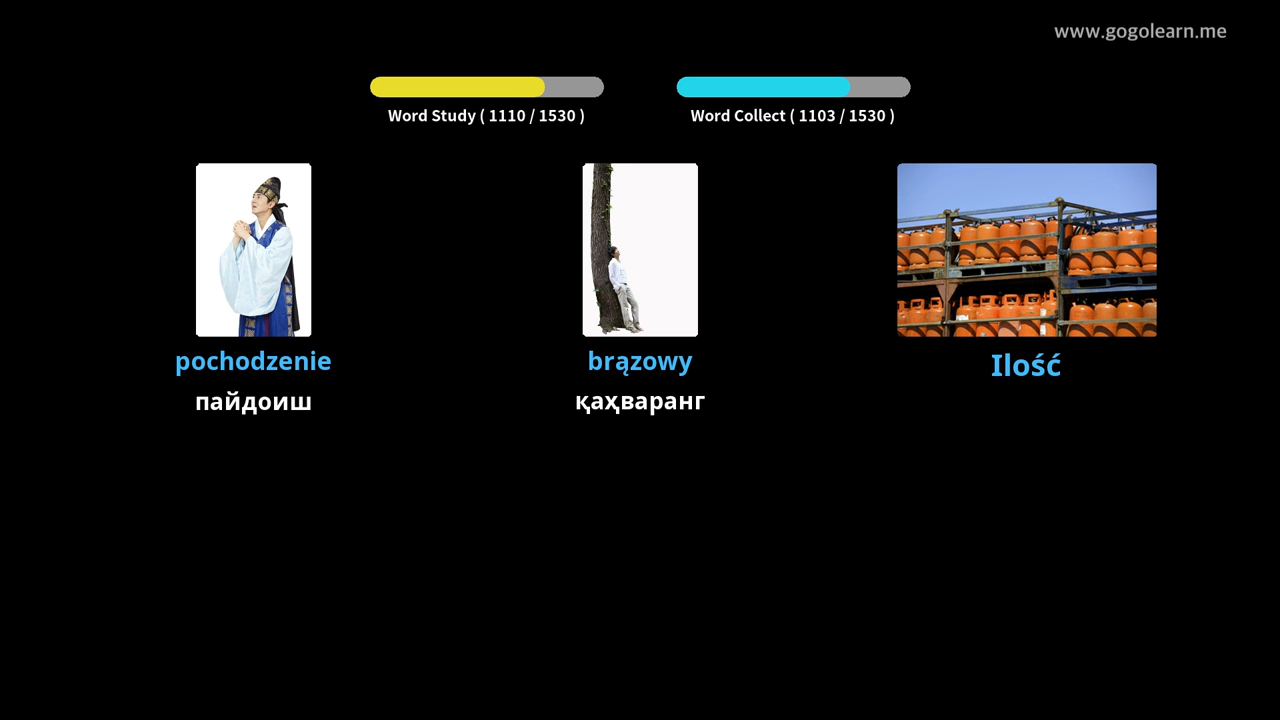 www.gogolearn.me
Word Study ( 1110 / 1530 )
Word Collect ( 1103 / 1530 )
pochodzenie
пайдоиш
brązowy
қаҳваранг
Ilość